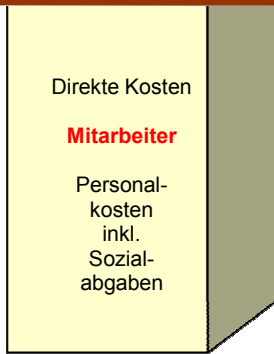 Direkte Kosten
Mitarbeiter
Personal-
kosten
inkl.
Sozial-
abgaben